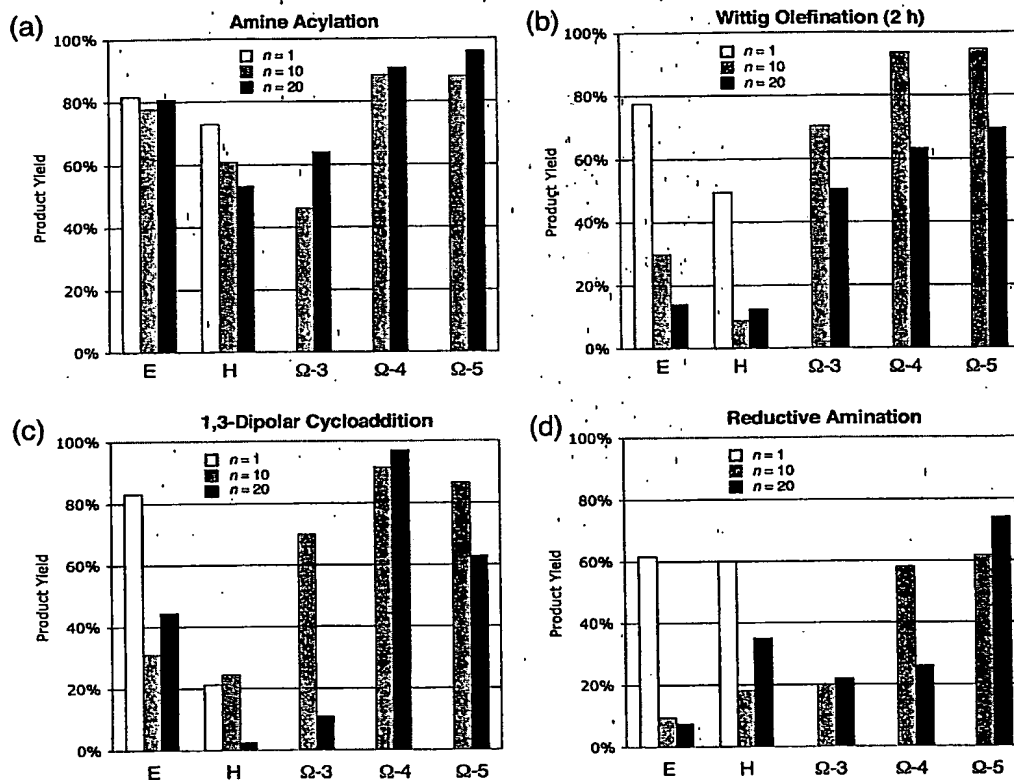 (a)
Amine Acylation
100%
80%
60%
40%
20%
0%
Product Yield
n = 1
n = 10
n = 20
E H Ω-3 Ω-4 Ω-5
(b)
Wittig Olefination (2 h)
100%
80%
60%
40%
20%
0%
Product Yield
n = 1
n = 10
n = 20
E H Ω-3 Ω-4 Ω-5
(c)
1,3-Dipolar Cycloaddition
100%
80%
60%
40%
20%
0%
Product Yield
n = 1
n = 10
n = 20
E H Ω-3 Ω-4 Ω-5
(d)
Reductive Amination
100%
80%
60%
40%
20%
0%
Product Yield
n = 1
n = 10
n = 20
E H Ω-3 Ω-4 Ω-5